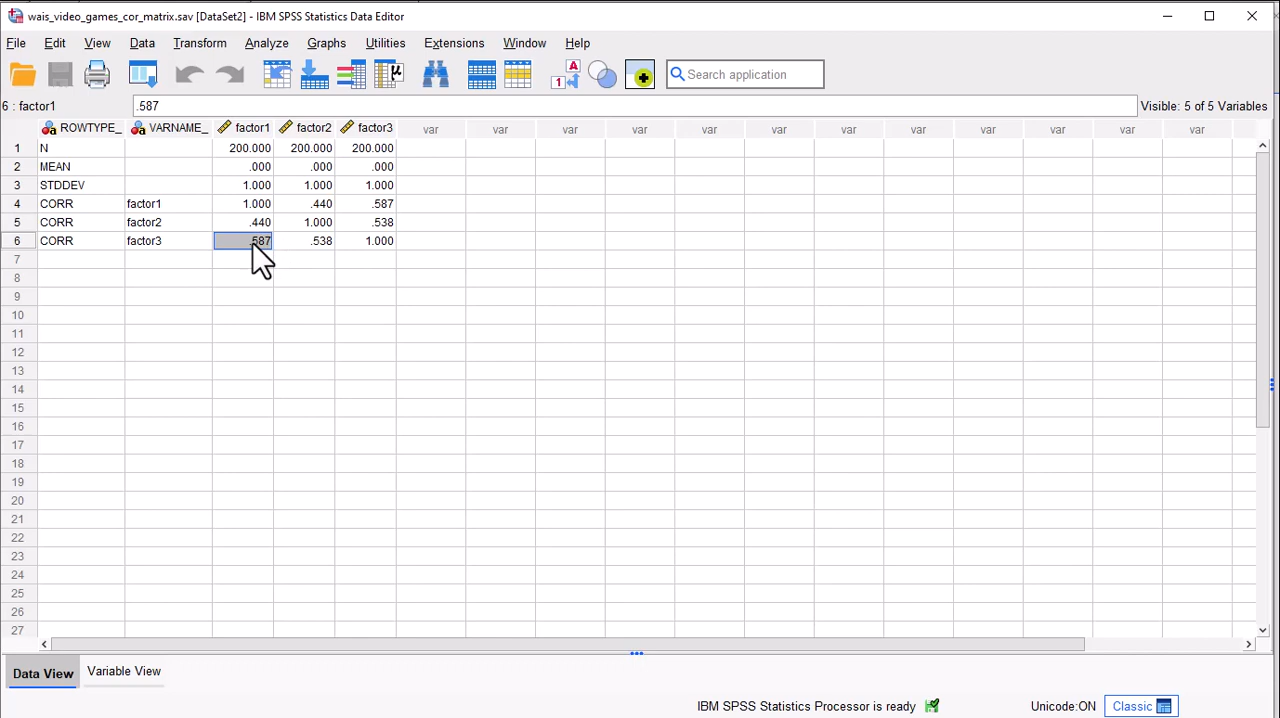 wais_video_games_cor_matrix.sav [DataSet2] - IBM SPSS Statistics Data Editor
File Edit View Data Transform Analyze Graphs Utilities Extensions Window Help
Search application
6 : factor1 .587 Visible: 5 of 5 Variables
ROWTYPE_ VARNAME_ factor1 factor2 factor3 var var var var var var var var var var var var
1 N 200.000 200.000 200.000
2 MEAN .000 .000 .000
3 STDDEV 1.000 1.000 1.000
4 CORR factor1 1.000 .440 .587
5 CORR factor2 .440 1.000 .538
6 CORR factor3 .587 .538 1.000
7
8
9
10
11
12
13
14
15
16
17
18
19
20
21
22
23
24
25
26
27
Data View Variable View
IBM SPSS Statistics Processor is ready Unicode:ON Classic